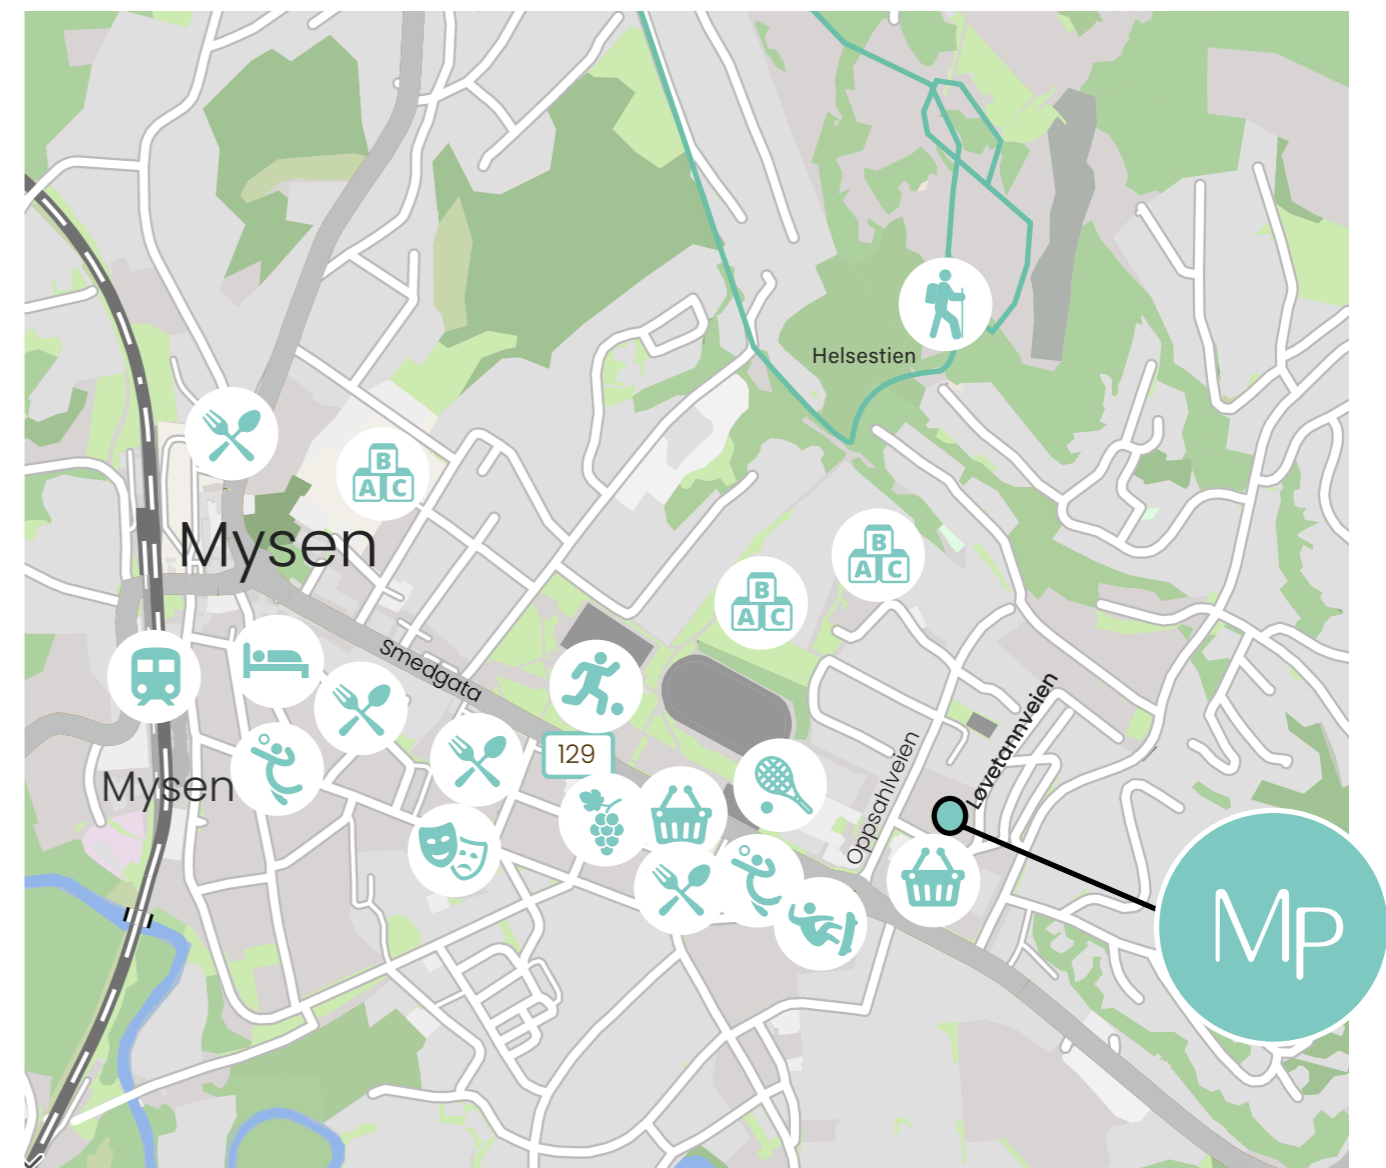 Helsestien
B
A C
Mysen
B
A C
B
A C
Smedgata
129
Mysen
Oppsahlveien
Løvetannveien
Mp